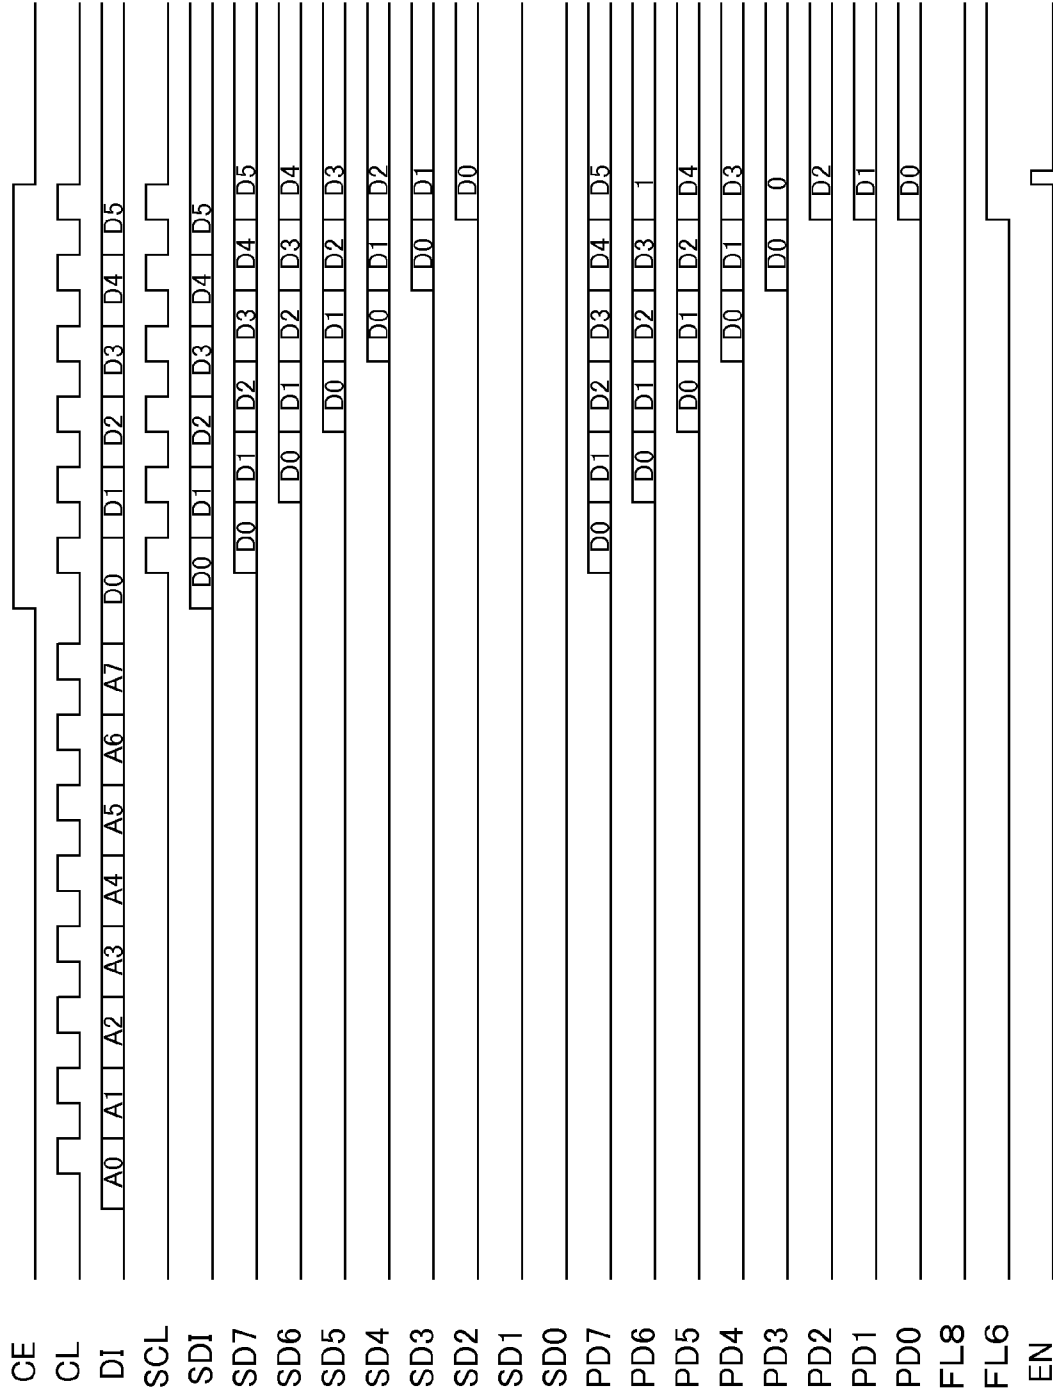 CE
CL
DI A0 A1 A2 A3 A4 A5 A6 A7 D0 D1 D2 D3 D4 D5
SCL
SDI D0 D1 D2 D3 D4 D5
SD7 D0 D1 D2 D3 D4 D5
SD6 D0 D1 D2 D3 D4
SD5 D0 D1 D2 D3
SD4 D0 D1 D2
SD3 D0 D1
SD2 D0
SD1
SD0
PD7 D0 D1 D2 D3 D4 D5
PD6 D0 D1 D2 D3 1
PD5 D0 D1 D2 D4
PD4 D0 D1 D3
PD3 D0 0
PD2 D2
PD1 D1
PD0 D0
FL8
FL6
EN